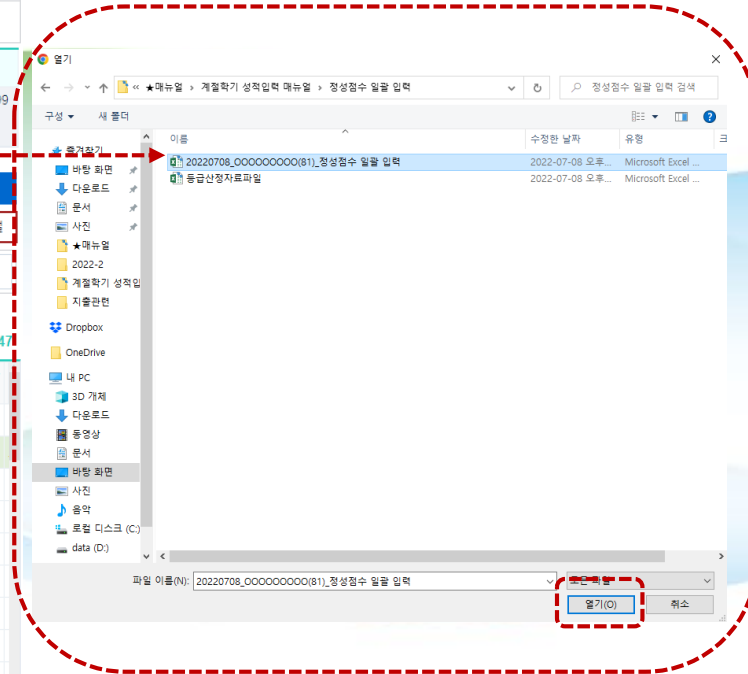 열기
« ★매뉴얼 › 계절학기 성적입력 매뉴얼 › 정성점수 일괄 입력
정성점수 일괄 입력 검색
구성 새 폴더
이름 수정한 날짜 유형 크
즐겨찾기
20220708_OOOOOOOOO(81)_정성점수 일괄 입력 2022-07-08 오후... Microsoft Excel ...
등급산정자료파일 2022-07-08 오후... Microsoft Excel ...
바탕 화면
다운로드
문서
사진
★매뉴얼
2022-2
계절학기 성적입
지출관련
Dropbox
OneDrive
내 PC
3D 개체
다운로드
동영상
문서
바탕 화면
사진
음악
로컬 디스크 (C:)
data (D:)
파일 이름(N): 20220708_OOOOOOOOO(81)_정성점수 일괄 입력
모든 파일
열기(O) 취소
47